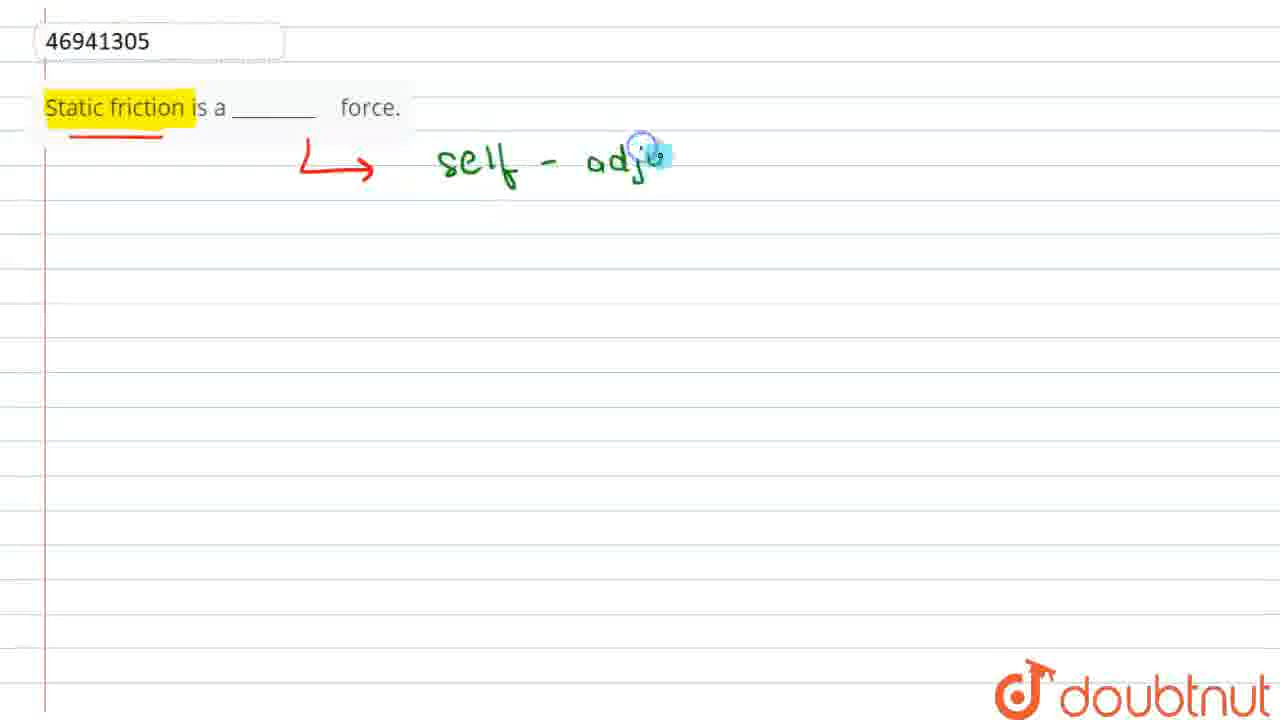 46941305
Static friction is a ________ force.
self - adju
doubtnut